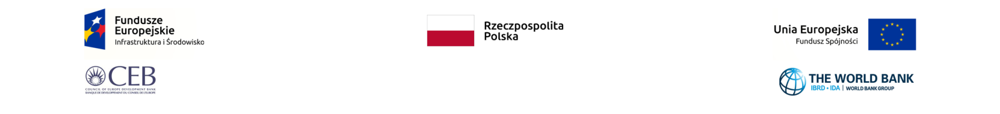 Fundusze
Europejskie
Infrastruktura i Środowisko
Rzeczpospolita
Polska
Unia Europejska
Fundusz Spójności
CEB
COUNCIL OF EUROPE DEVELOPMENT BANK
BANQUE DE DÉVELOPPEMENT DU CONSEIL DE L'EUROPE
THE WORLD BANK
IBRD • IDA | WORLD BANK GROUP